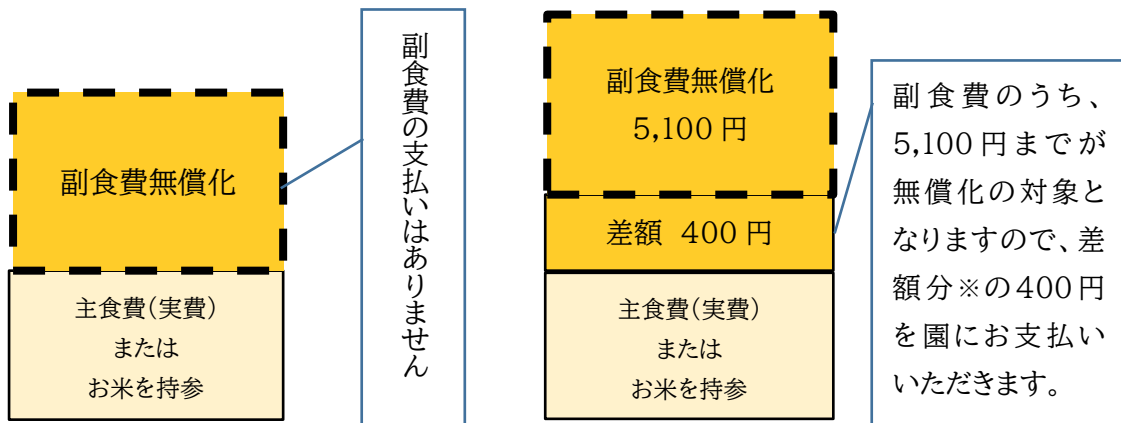 副食費無償化
主食費(実費)
または
お米を持参
副食費の支払いはありません
副食費無償化
5,100円
差額 400円
主食費(実費)
または
お米を持参
副食費のうち、
5,100円までが
無償化の対象と
なりますので、差
額分※の400円
を園にお支払い
いただきます。